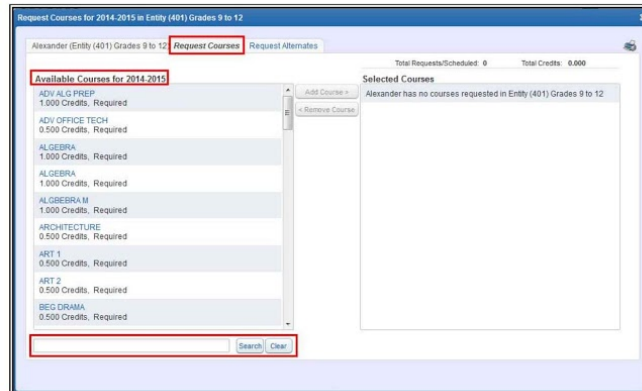 Request Courses for 2014-2015 in Entity (401) Grades 9 to 12
Alexander (Entity (401) Grades 9 to 12)
Request Courses
Request Alternates
Total Requests/Scheduled: 0
Total Credits: 0.000
Available Courses for 2014-2015
ADV ALG PREP
1.000 Credits, Required
ADV OFFICE TECH
0.500 Credits, Required
ALGEBRA
1.000 Credits, Required
ALGEBRA
1.000 Credits, Required
ALGBEBRA M
1.000 Credits, Required
ARCHITECTURE
0.500 Credits, Required
ART 1
0.500 Credits, Required
ART 2
0.500 Credits, Required
BEG DRAMA
0.500 Credits, Required
Search
Clear
Add Course >
< Remove Course
Selected Courses
Alexander has no courses requested in Entity (401) Grades 9 to 12